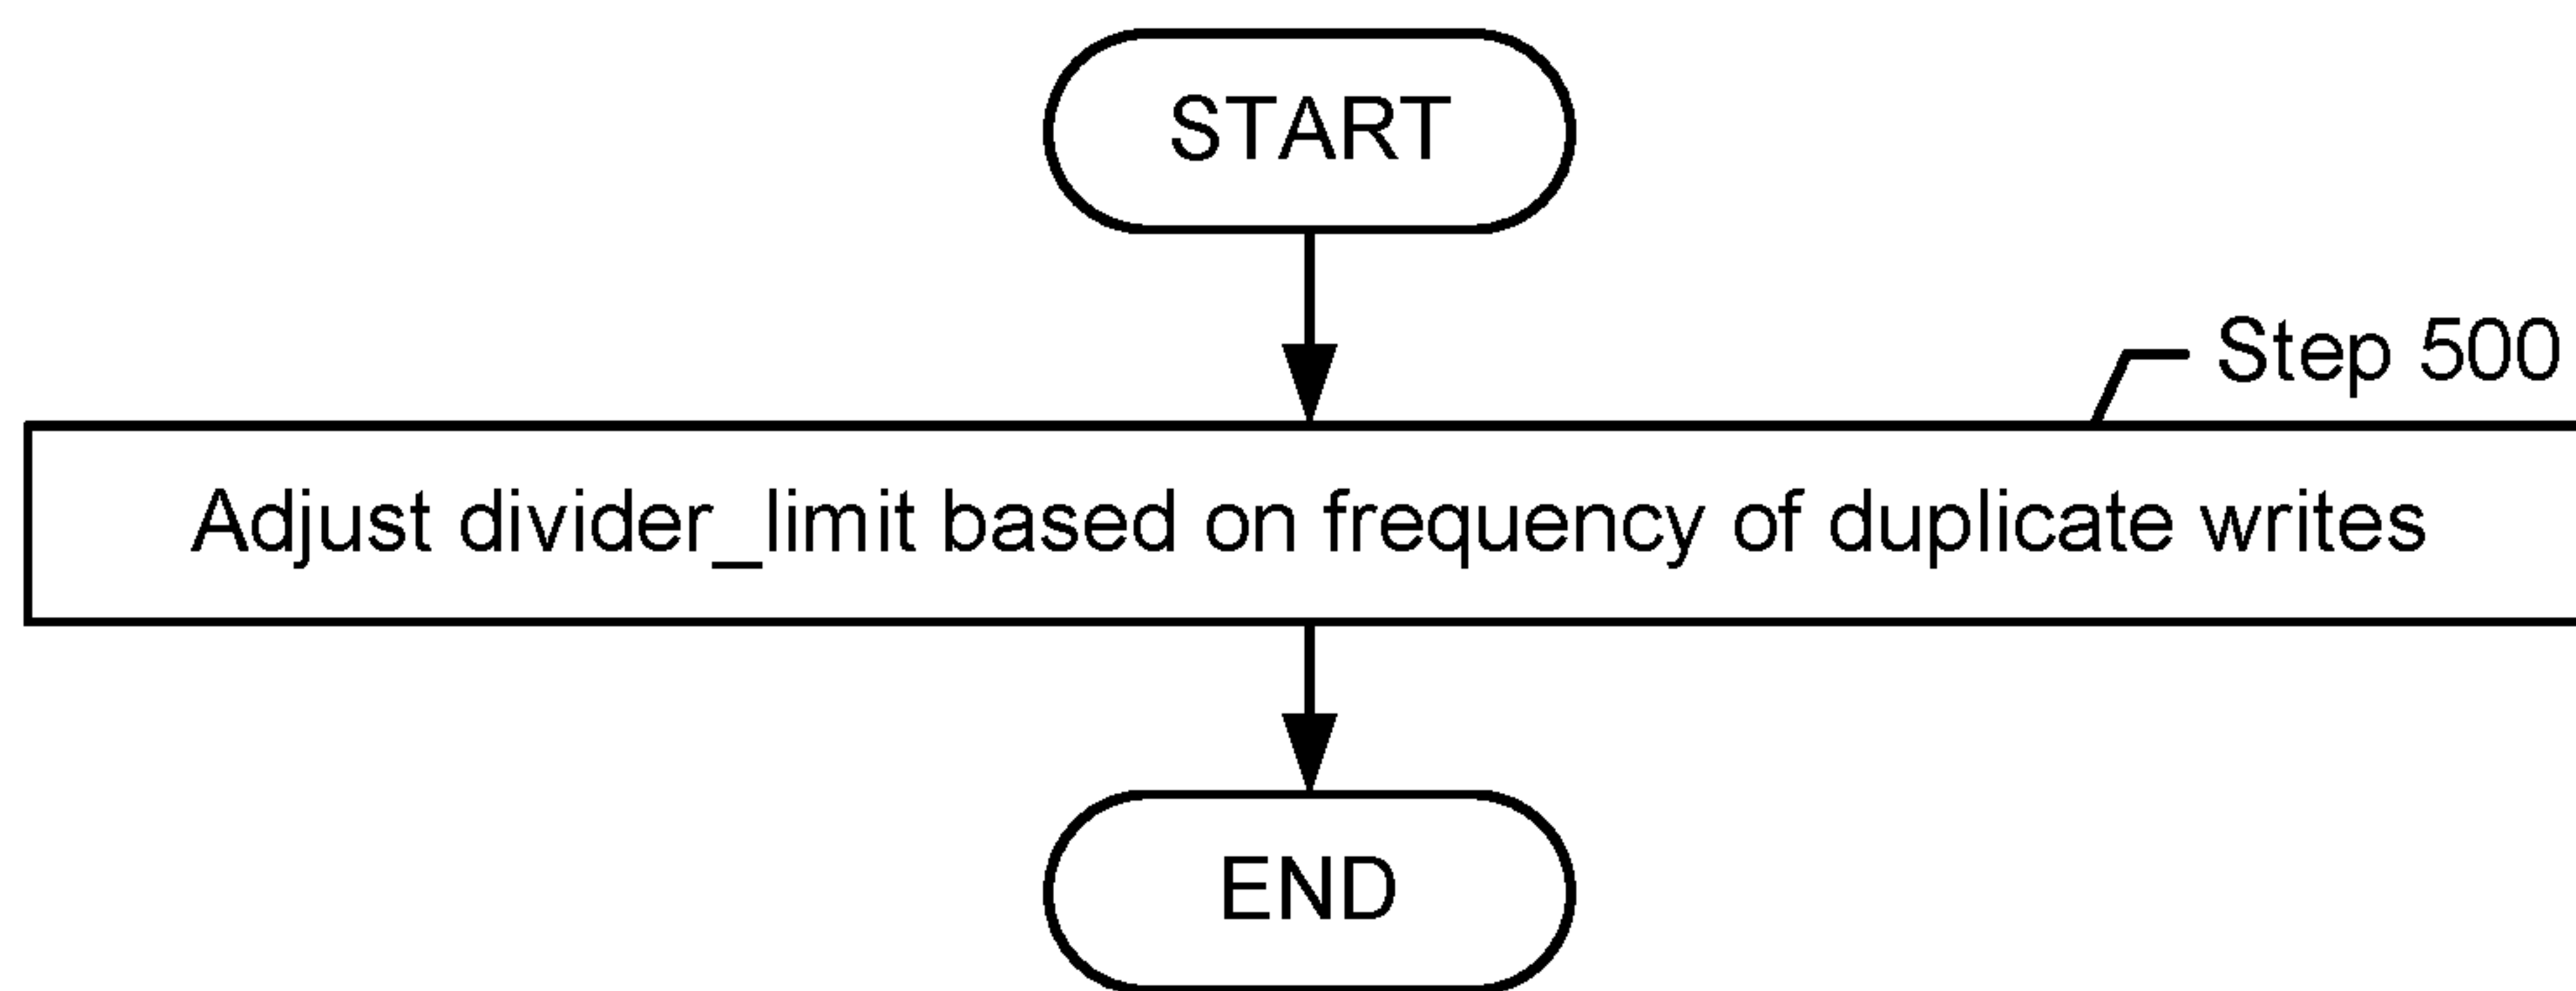 START
Step 500
Adjust divider_limit based on frequency of duplicate writes
END